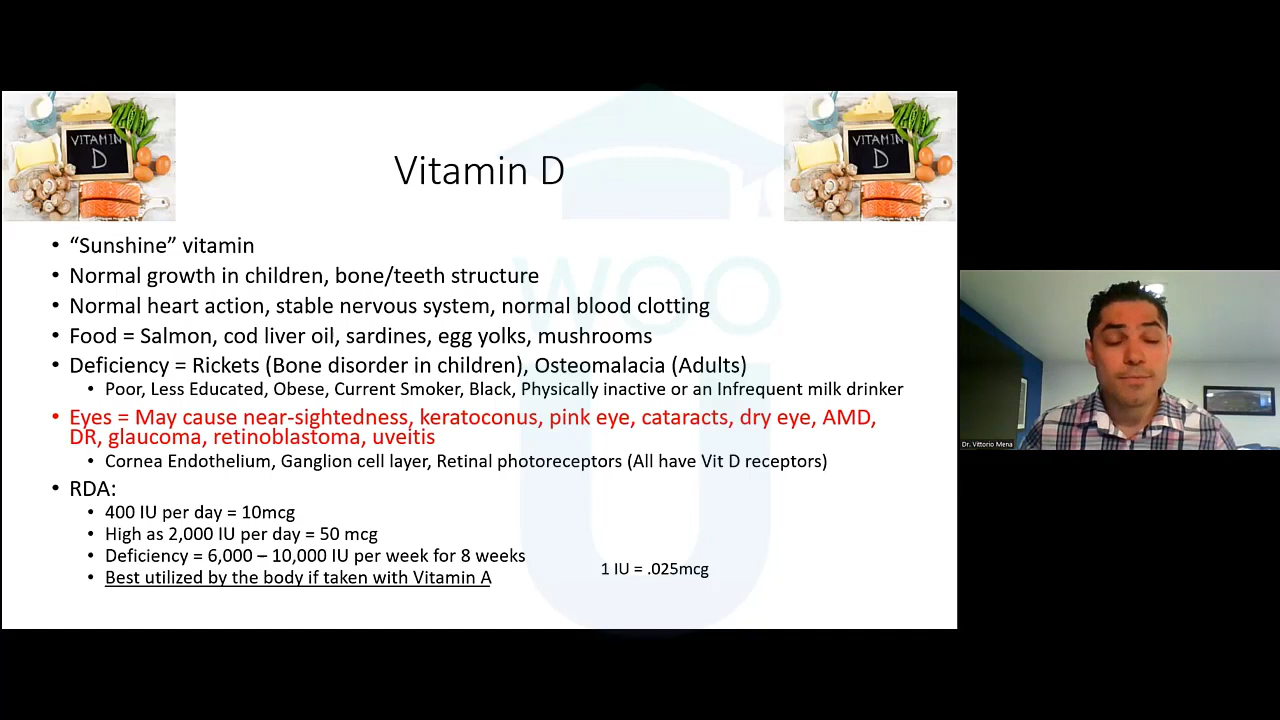 VITAMIN
D
VITAMIN
D
Vitamin D
• “Sunshine” vitamin
• Normal growth in children, bone/teeth structure
• Normal heart action, stable nervous system, normal blood clotting
• Food = Salmon, cod liver oil, sardines, egg yolks, mushrooms
• Deficiency = Rickets (Bone disorder in children), Osteomalacia (Adults)
• Poor, Less Educated, Obese, Current Smoker, Black, Physically inactive or an Infrequent milk drinker
• Eyes = May cause near-sightedness, keratoconus, pink eye, cataracts, dry eye, AMD,
DR, glaucoma, retinoblastoma, uveitis
• Cornea Endothelium, Ganglion cell layer, Retinal photoreceptors (All have Vit D receptors)
• RDA:
• 400 IU per day = 10mcg
• High as 2,000 IU per day = 50 mcg
• Deficiency = 6,000 – 10,000 IU per week for 8 weeks
• Best utilized by the body if taken with Vitamin A
1 IU = .025mcg
WOO
U
Dr. Vittorio Mena